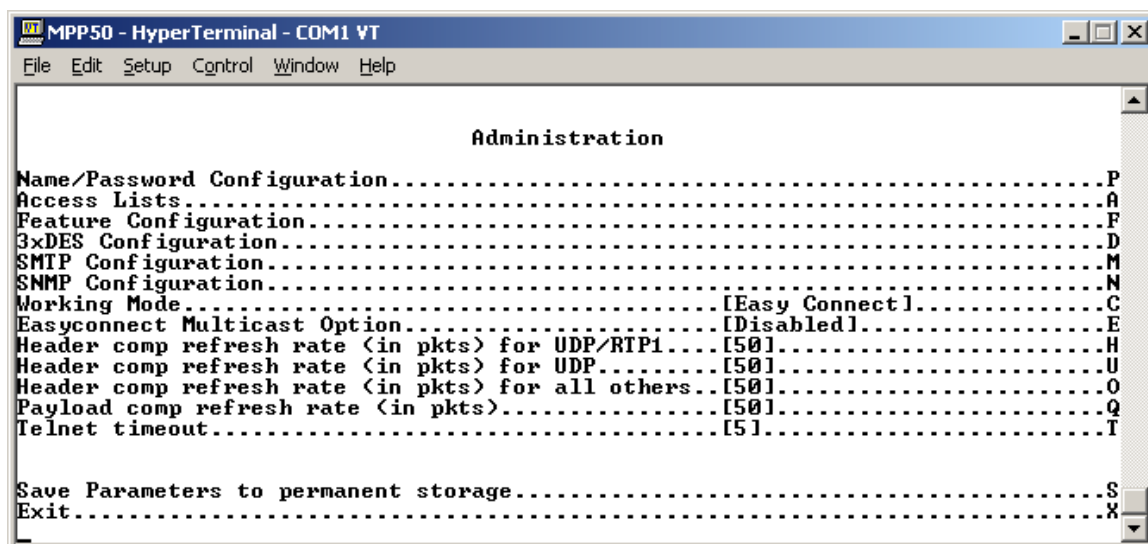 MPP50 - HyperTerminal - COM1 VT
File Edit Setup Control Window Help
Administration
Name/Password Configuration..............................................................................P
Access Lists.............................................................................................A
Feature Configuration....................................................................................F
3xDES Configuration......................................................................................D
SMTP Configuration.......................................................................................M
SNMP Configuration.......................................................................................N
Working Mode.......................................[Easy Connect]..............C
Easyconnect Multicast Option.......................[Disabled]..................E
Header comp refresh rate (in pkts) for UDP/RTP1....[50]........................H
Header comp refresh rate (in pkts) for UDP.........[50]........................U
Header comp refresh rate (in pkts) for all others..[50]........................O
Payload comp refresh rate (in pkts)................[50]........................Q
Telnet timeout.....................................[5].........................T
Save Parameters to permanent storage...........................................S
Exit...........................................................................X